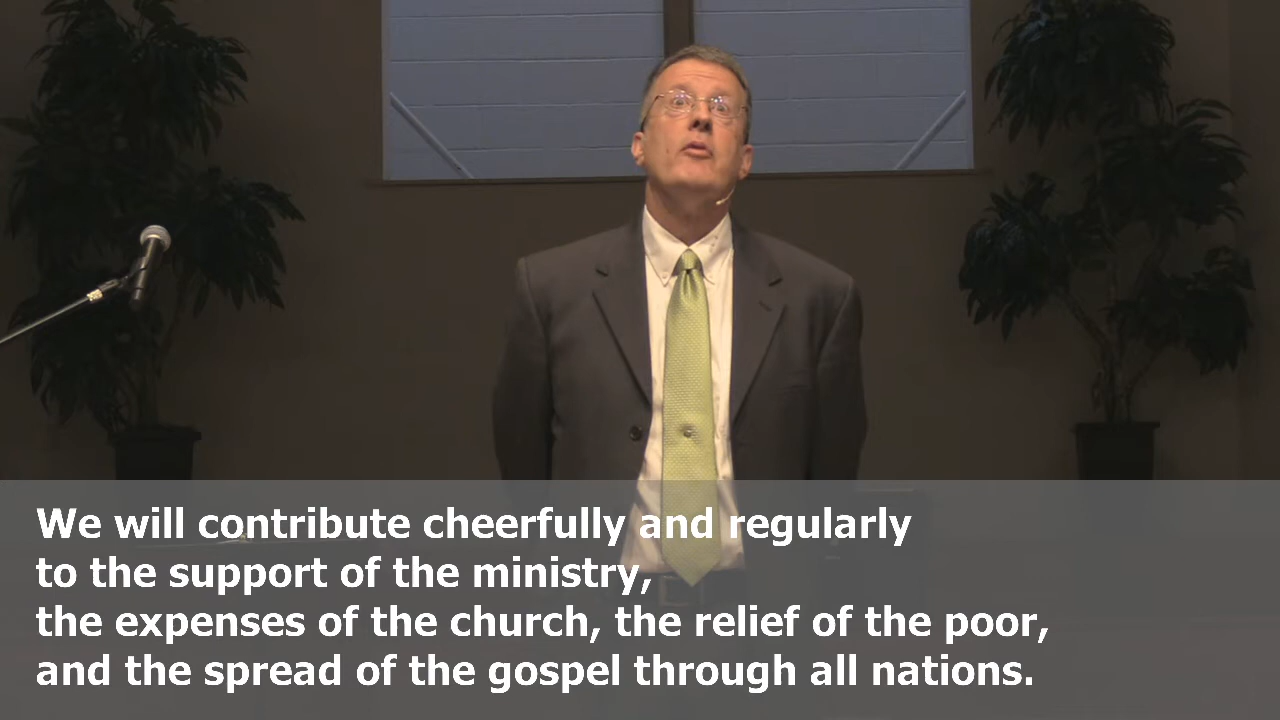 We will contribute cheerfully and regularly
to the support of the ministry,
the expenses of the church, the relief of the poor,
and the spread of the gospel through all nations.